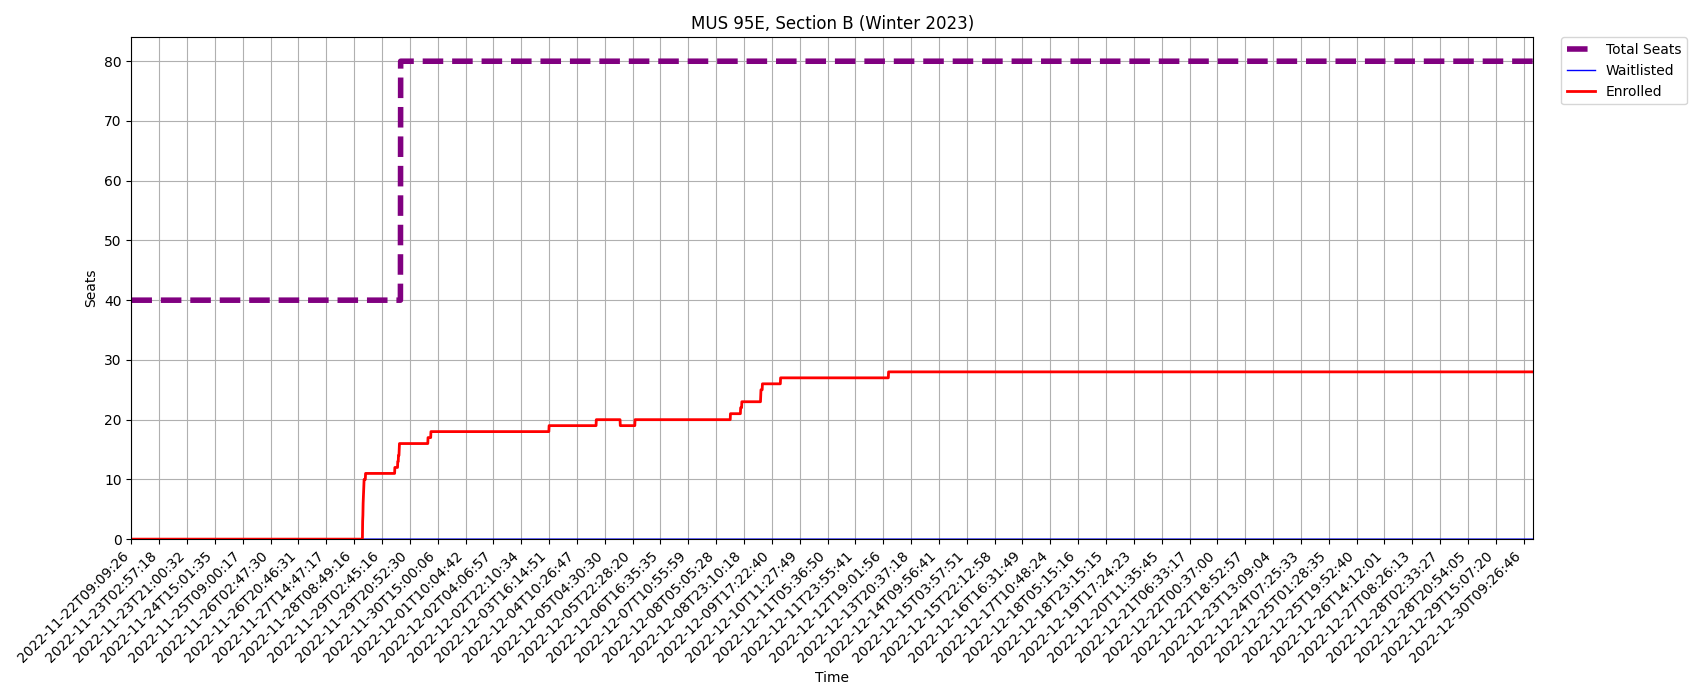 MUS 95E, Section B (Winter 2023)
Total Seats
Waitlisted
Enrolled
80
70
60
50
40
30
20
10
0
Seats
2022-11-22T09:09:26
2022-11-23T02:57:18
2022-11-23T21:00:32
2022-11-24T15:01:35
2022-11-25T09:00:17
2022-11-26T02:47:30
2022-11-26T20:46:31
2022-11-27T14:47:17
2022-11-28T08:49:16
2022-11-29T02:45:16
2022-11-29T20:52:30
2022-11-30T15:00:06
2022-12-01T10:04:42
2022-12-02T04:06:57
2022-12-02T22:10:34
2022-12-03T16:14:51
2022-12-04T10:26:47
2022-12-05T04:30:30
2022-12-05T22:28:20
2022-12-06T16:35:35
2022-12-07T10:55:59
2022-12-08T05:05:28
2022-12-08T23:10:18
2022-12-09T17:22:40
2022-12-10T11:27:49
2022-12-11T05:36:50
2022-12-11T23:55:41
2022-12-12T19:01:56
2022-12-13T20:37:18
2022-12-14T09:56:41
2022-12-15T03:57:51
2022-12-15T22:12:58
2022-12-16T16:31:49
2022-12-17T10:48:24
2022-12-18T05:15:16
2022-12-18T23:15:15
2022-12-19T17:24:23
2022-12-20T11:35:45
2022-12-21T06:33:17
2022-12-22T00:37:00
2022-12-22T18:52:57
2022-12-23T13:09:04
2022-12-24T07:25:33
2022-12-25T01:28:35
2022-12-25T19:52:40
2022-12-26T14:12:01
2022-12-27T08:26:13
2022-12-28T02:33:27
2022-12-28T20:54:05
2022-12-29T15:07:20
2022-12-30T09:26:46
Time